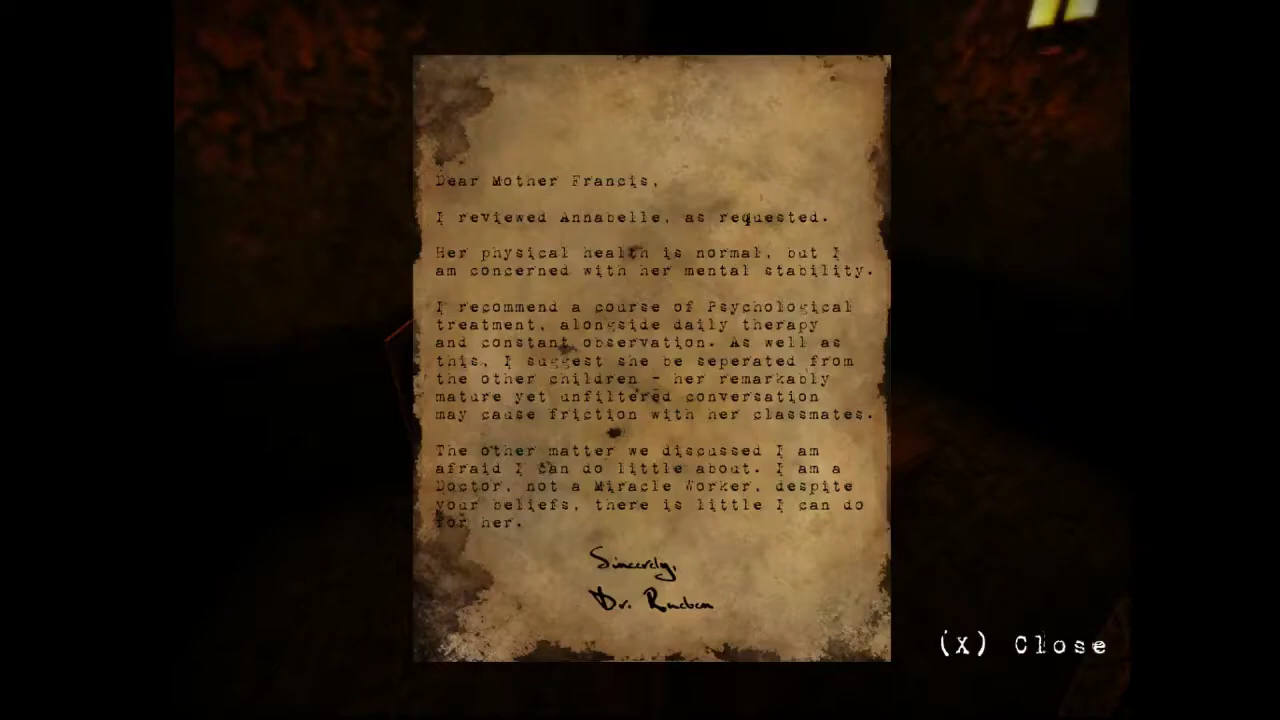 Dear Mother Francis,
I reviewed Annabelle, as requested.
Her physical health is normal, but I
am concerned with her mental stability.
I recommend a course of Psychological
treatment, alongside daily therapy
and constant observation. As well as
this, I suggest she be seperated from
the other children - her remarkably
mature yet unfiltered conversation
may cause friction with her classmates.
The other matter we discussed I am
afraid I can do little about. I am a
Doctor, not a Miracle Worker, despite
your beliefs, there is little I can do
for her.
Sincerely,
Dr. Rueben
(X) Close